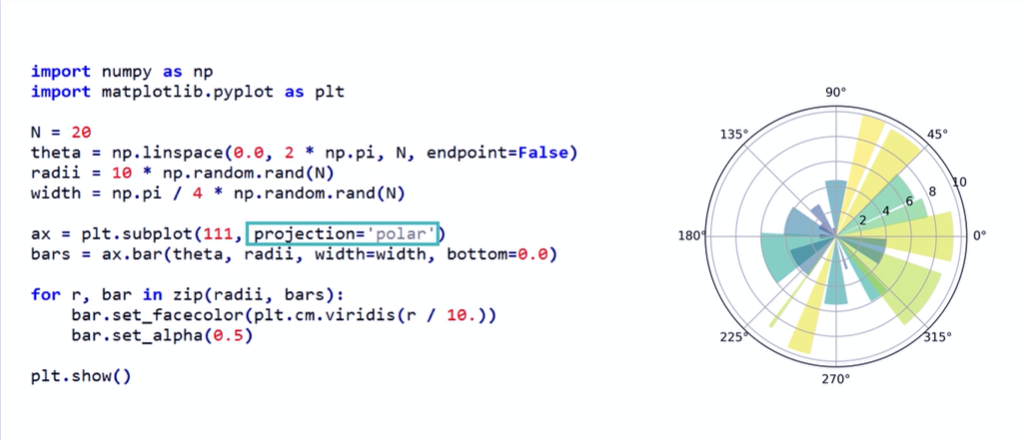 import numpy as np
import matplotlib.pyplot as plt
N = 20
theta = np.linspace(0.0, 2 * np.pi, N, endpoint=False)
radii = 10 * np.random.rand(N)
width = np.pi / 4 * np.random.rand(N)
ax = plt.subplot(111, projection='polar')
bars = ax.bar(theta, radii, width=width, bottom=0.0)
for r, bar in zip(radii, bars):
    bar.set_facecolor(plt.cm.viridis(r / 10.))
    bar.set_alpha(0.5)
plt.show()
90°
135°
45°
10
8
6
4
2
180°
0°
225°
315°
270°